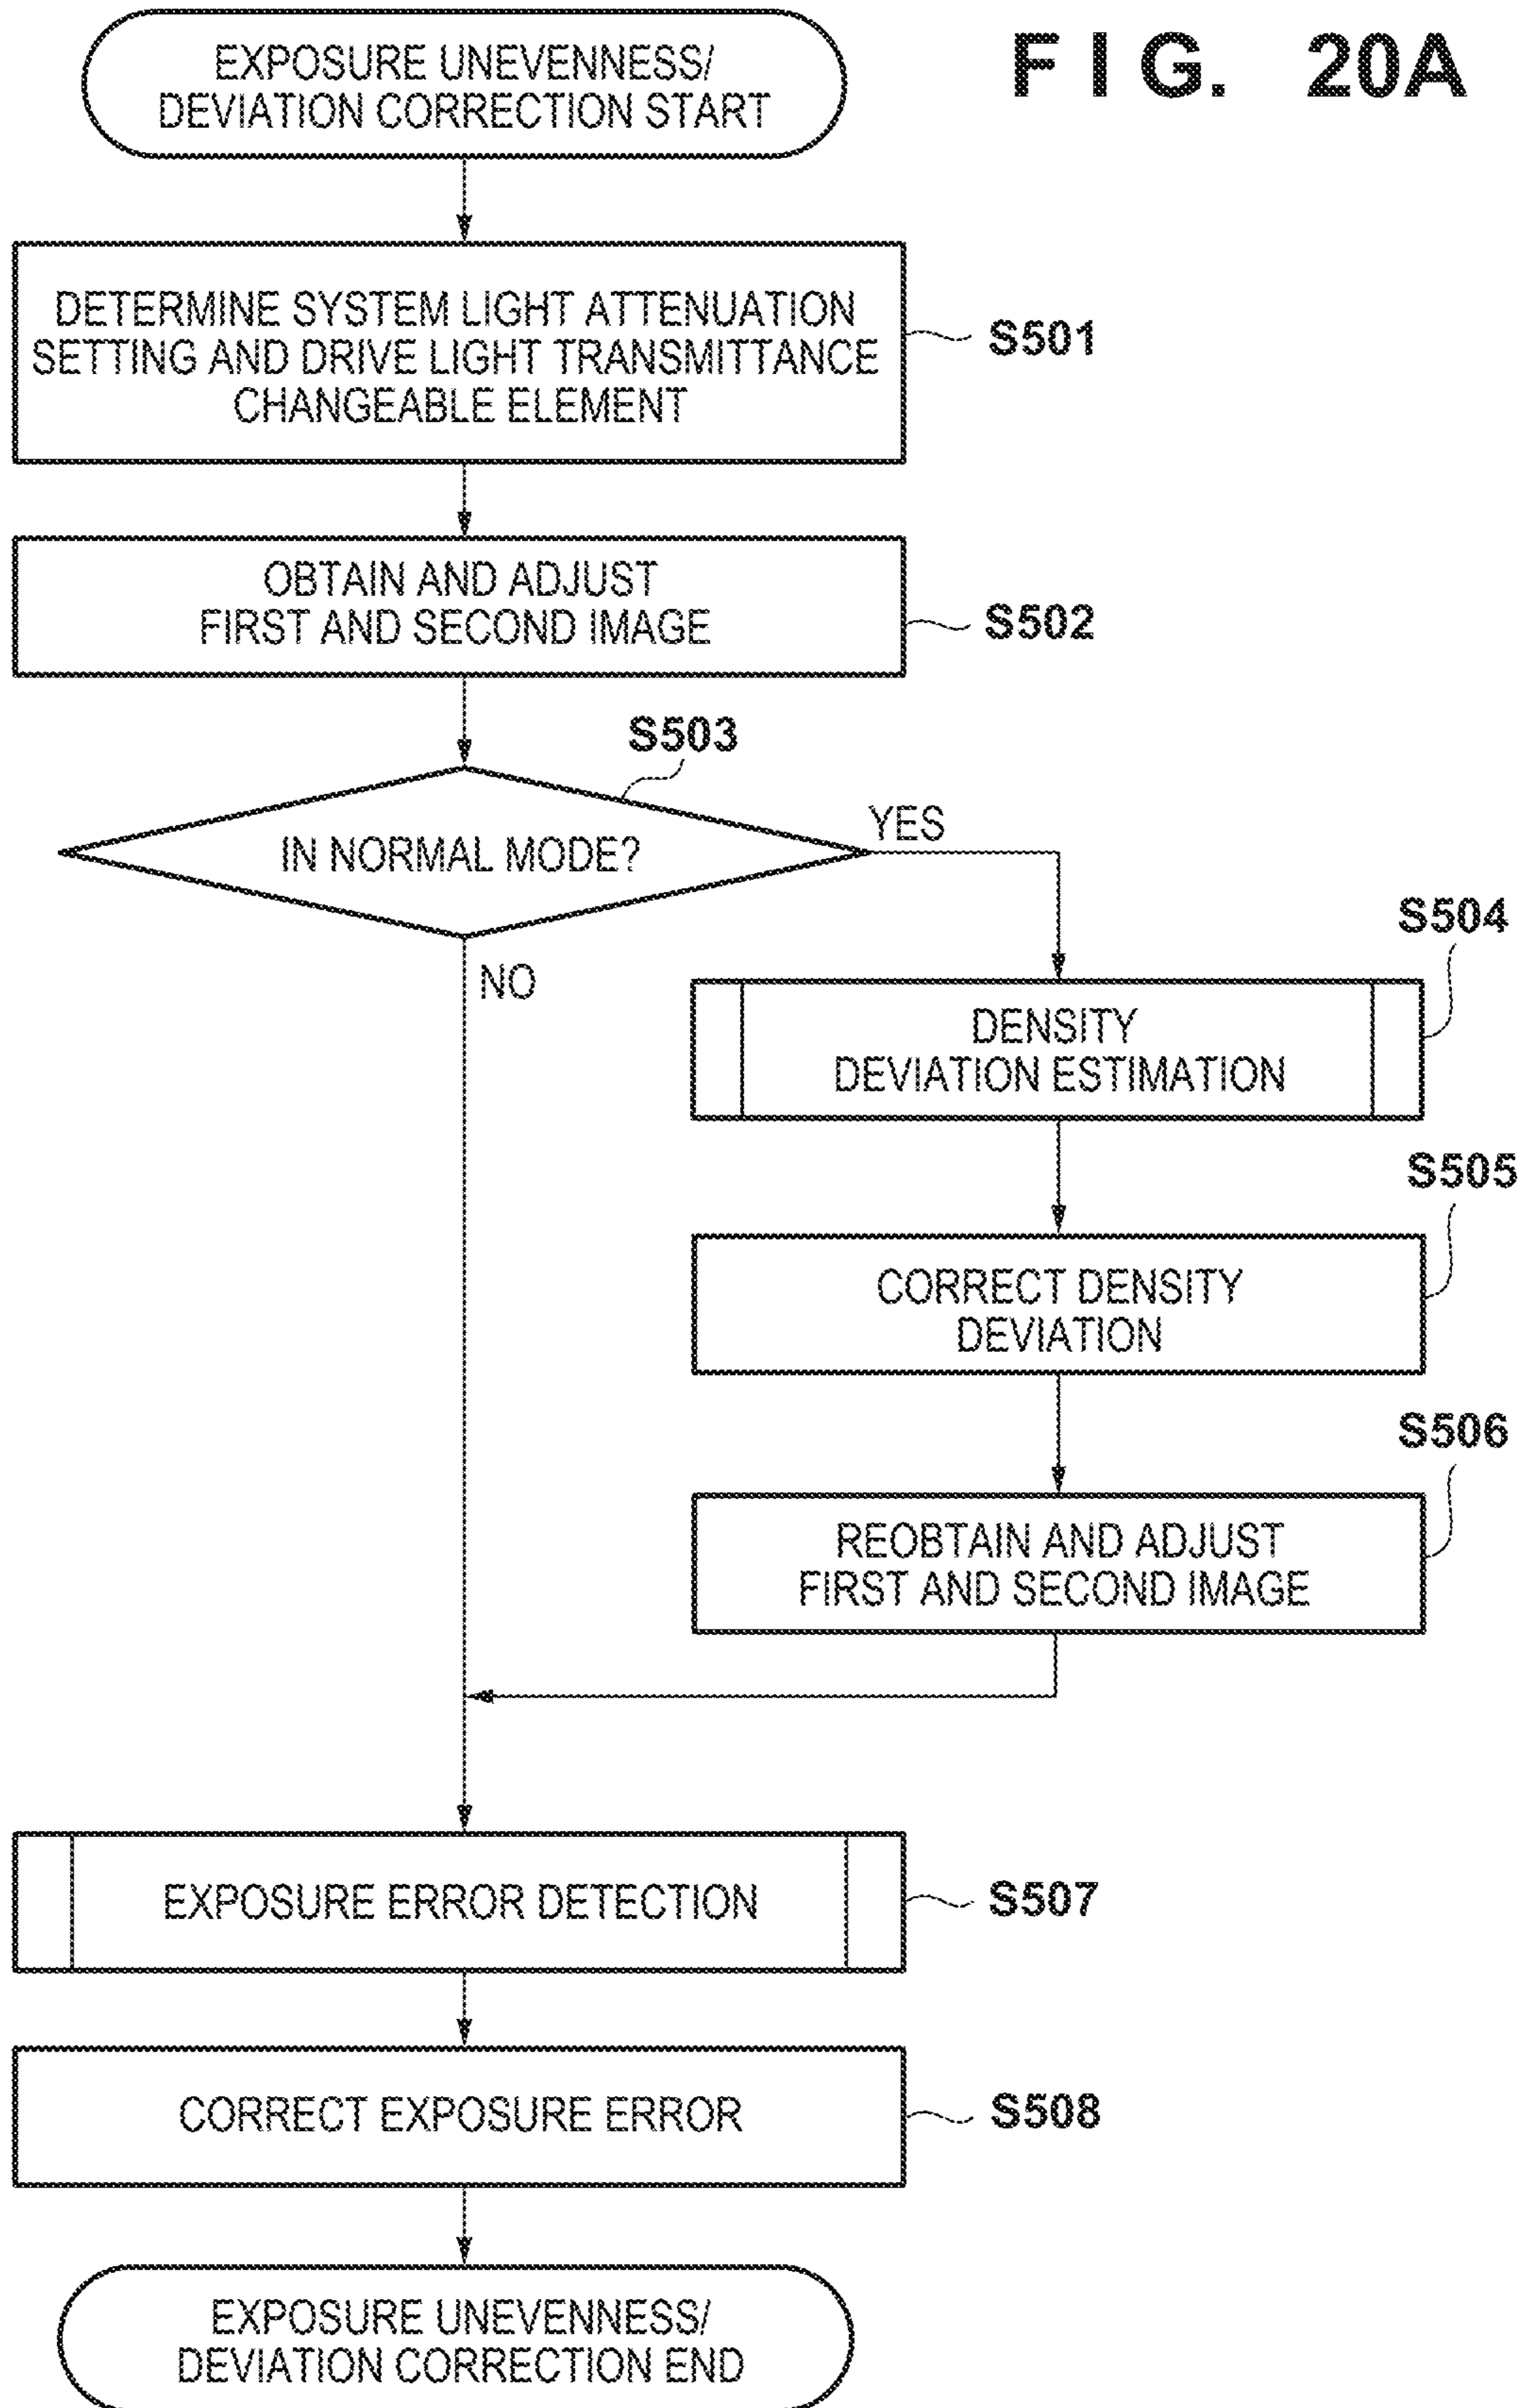 FIG. 20A
EXPOSURE UNEVENNESS/
DEVIATION CORRECTION START
DETERMINE SYSTEM LIGHT ATTENUATION
SETTING AND DRIVE LIGHT TRANSMITTANCE
CHANGEABLE ELEMENT
S501
OBTAIN AND ADJUST
FIRST AND SECOND IMAGE
S502
S503
IN NORMAL MODE?
YES
NO
S504
DENSITY
DEVIATION ESTIMATION
S505
CORRECT DENSITY
DEVIATION
S506
REOBTAIN AND ADJUST
FIRST AND SECOND IMAGE
EXPOSURE ERROR DETECTION
S507
CORRECT EXPOSURE ERROR
S508
EXPOSURE UNEVENNESS/
DEVIATION CORRECTION END